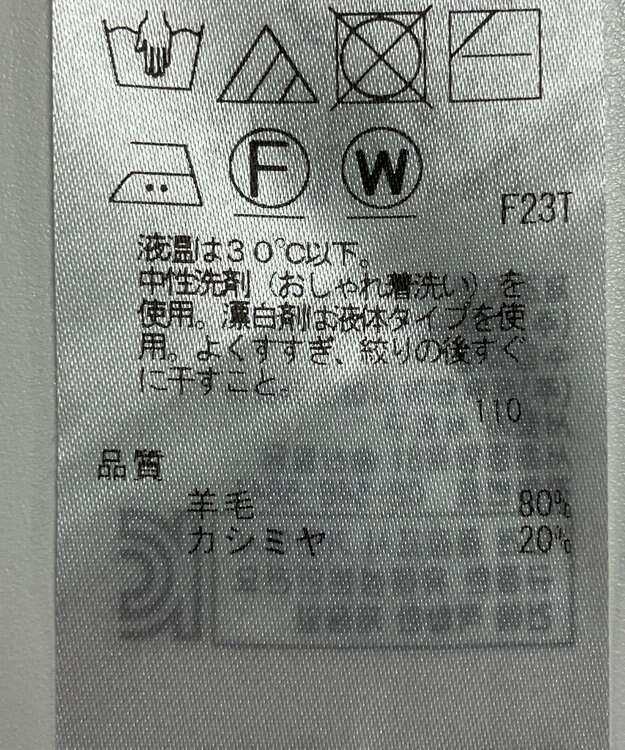 F
W
F23T
液温は30℃以下。
中性洗剤（おしゃれ着洗い）を
使用。漂白剤は液体タイプを使
用。よくすすぎ、絞りの後すぐ
に干すこと。
110
品質
羊毛 80%
カシミヤ 20%